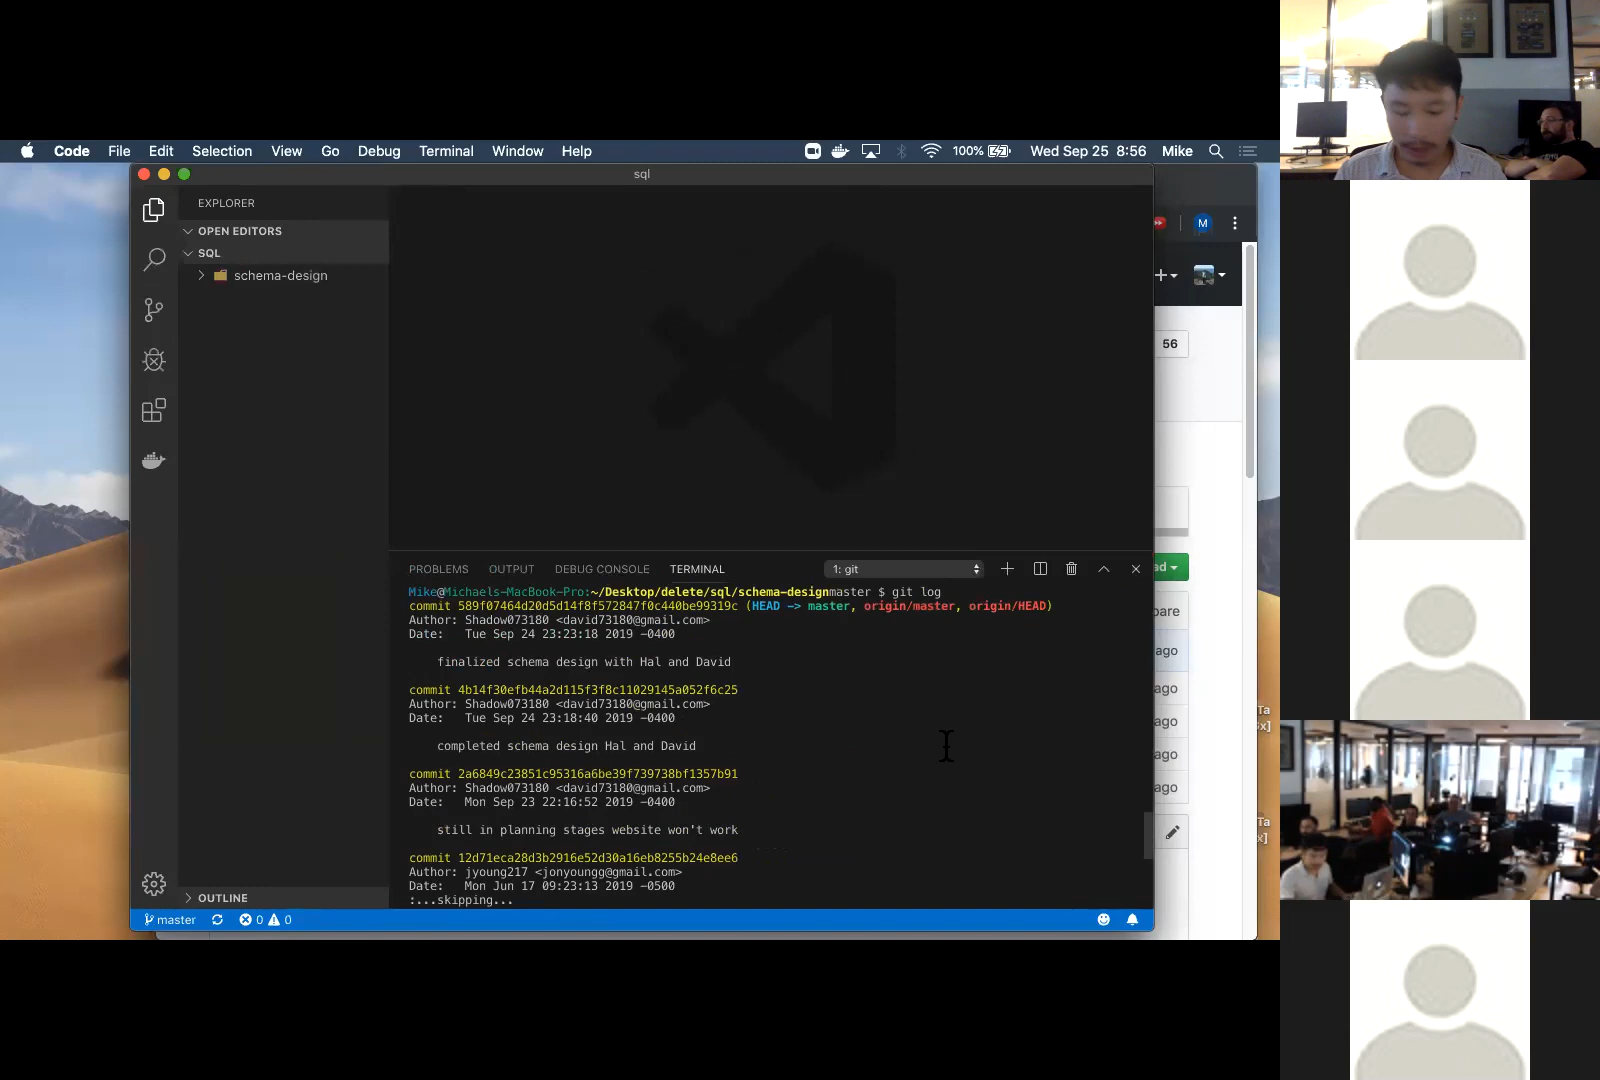 Code File Edit Selection View Go Debug Terminal Window Help 100% Wed Sep 25 8:56 Mike
sql
EXPLORER
OPEN EDITORS
SQL
schema-design
M
56
PROBLEMS OUTPUT DEBUG CONSOLE TERMINAL 1: git
ad
Mike@Michaels-MacBook-Pro:~/Desktop/delete/sql/schema-designmaster $ git log
commit 589f07464d20d5d14f8f572847f0c440be99319c (HEAD -> master, origin/master, origin/HEAD)
Author: Shadow073180 <david73180@gmail.com>
Date: Tue Sep 24 23:23:18 2019 -0400
finalized schema design with Hal and David
commit 4b14f30efb44a2d115f3f8c11029145a052f6c25
Author: Shadow073180 <david73180@gmail.com>
Date: Tue Sep 24 23:18:40 2019 -0400
completed schema design Hal and David
commit 2a6849c23851c95316a6be39f739738bf1357b91
Author: Shadow073180 <david73180@gmail.com>
Date: Mon Sep 23 22:16:52 2019 -0400
still in planning stages website won't work
commit 12d71eca28d3b2916e52d30a16eb8255b24e8ee6
Author: jyoung217 <jonyoungg@gmail.com>
Date: Mon Jun 17 09:23:13 2019 -0500
:...skipping...
pare
ago
ago
ago
ago
ago
Ta
x]
Ta
x]
OUTLINE
master 0 0